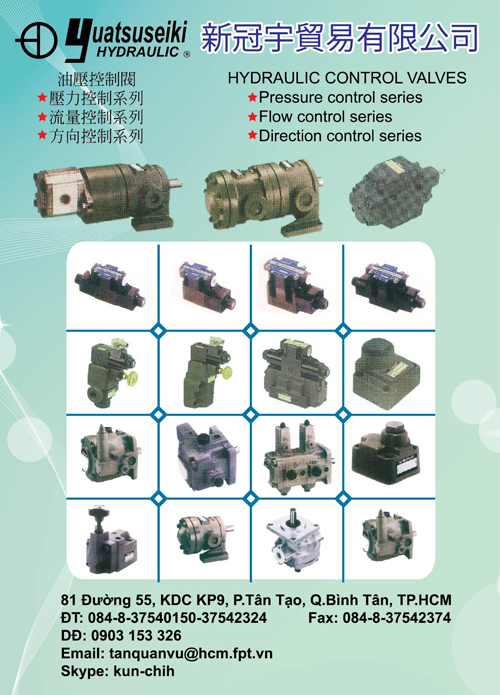 Yuatsuseiki
HYDRAULIC ®
新冠宇貿易有限公司
油壓控制閥
壓力控制系列
流量控制系列
方向控制系列
HYDRAULIC CONTROL VALVES
Pressure control series
Flow control series
Direction control series
81 Đường 55, KDC KP9, P.Tân Tạo, Q.Bình Tân, TP.HCM
ĐT: 084-8-37540150-37542324 Fax: 084-8-37542374
DĐ: 0903 153 326
Email: tanquanvu@hcm.fpt.vn
Skype: kun-chih